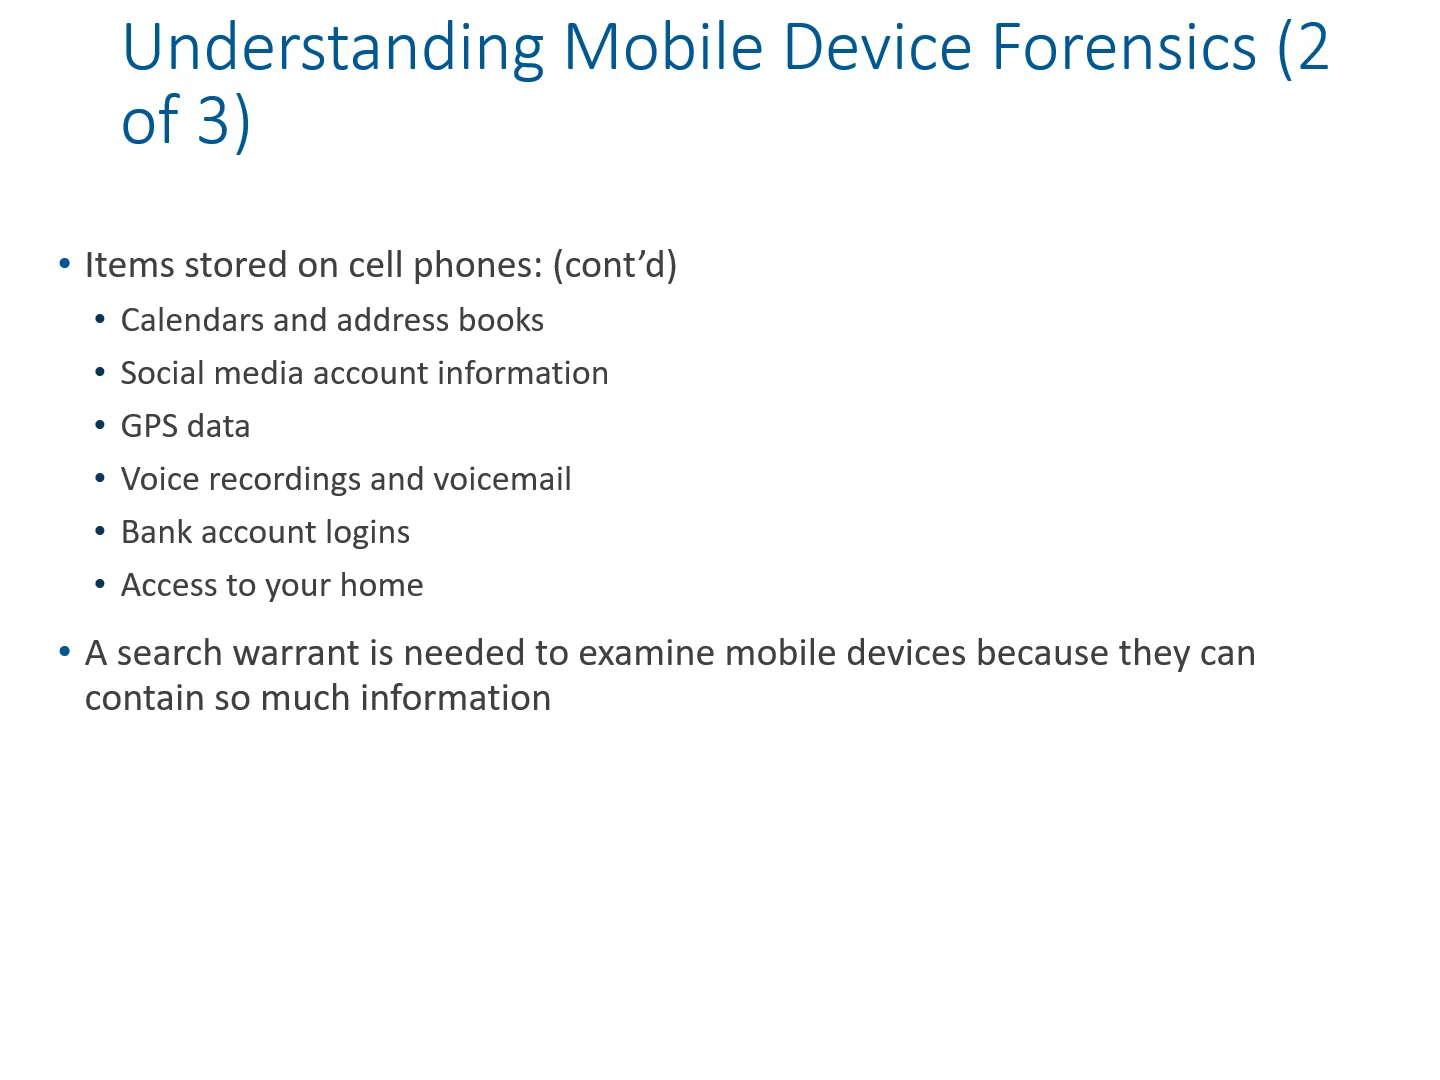 Understanding Mobile Device Forensics (2
of 3)
• Items stored on cell phones: (cont’d)
• Calendars and address books
• Social media account information
• GPS data
• Voice recordings and voicemail
• Bank account logins
• Access to your home
• A search warrant is needed to examine mobile devices because they can
contain so much information